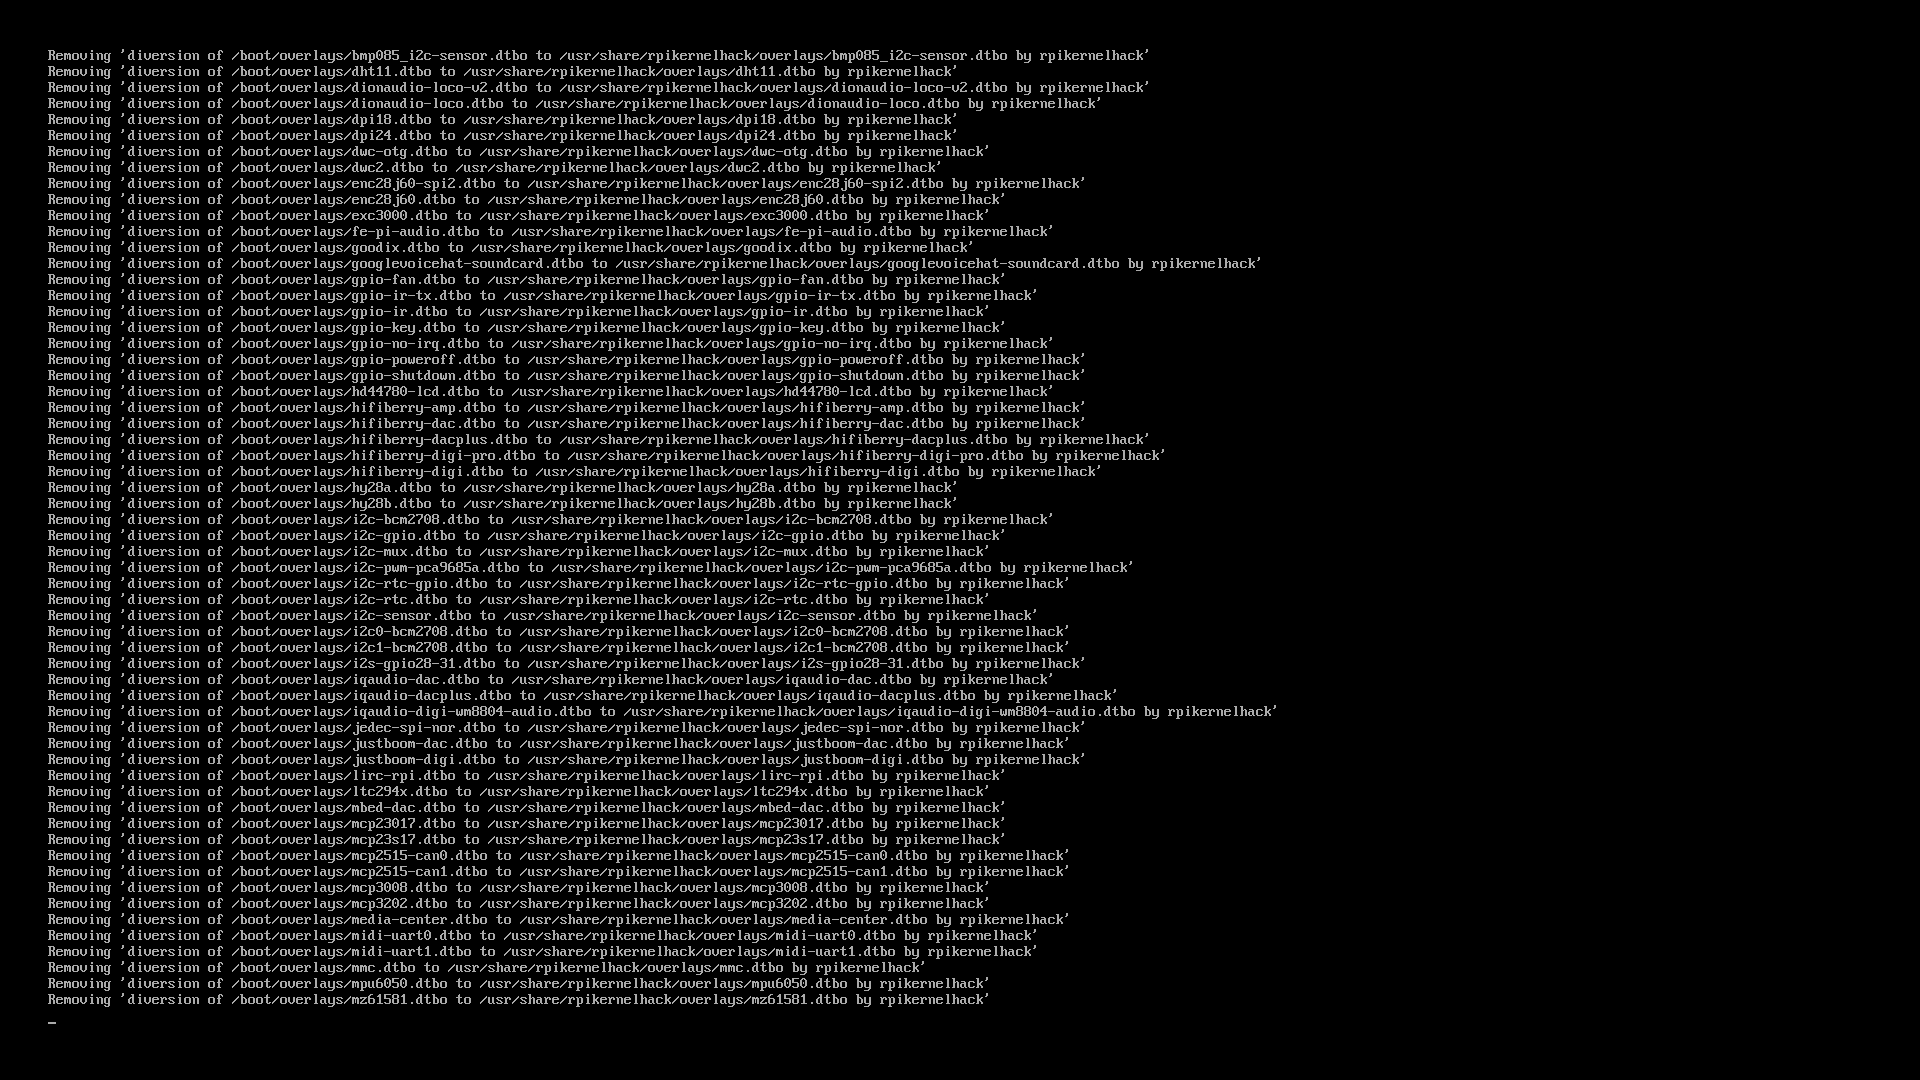 Removing 'diversion of /boot/overlays/bmp085_i2c-sensor.dtbo to /usr/share/rpikernelhack/overlays/bmp085_i2c-sensor.dtbo by rpikernelhack'
Removing 'diversion of /boot/overlays/dht11.dtbo to /usr/share/rpikernelhack/overlays/dht11.dtbo by rpikernelhack'
Removing 'diversion of /boot/overlays/dionaudio-loco-v2.dtbo to /usr/share/rpikernelhack/overlays/dionaudio-loco-v2.dtbo by rpikernelhack'
Removing 'diversion of /boot/overlays/dionaudio-loco.dtbo to /usr/share/rpikernelhack/overlays/dionaudio-loco.dtbo by rpikernelhack'
Removing 'diversion of /boot/overlays/dpi18.dtbo to /usr/share/rpikernelhack/overlays/dpi18.dtbo by rpikernelhack'
Removing 'diversion of /boot/overlays/dpi24.dtbo to /usr/share/rpikernelhack/overlays/dpi24.dtbo by rpikernelhack'
Removing 'diversion of /boot/overlays/dwc-otg.dtbo to /usr/share/rpikernelhack/overlays/dwc-otg.dtbo by rpikernelhack'
Removing 'diversion of /boot/overlays/dwc2.dtbo to /usr/share/rpikernelhack/overlays/dwc2.dtbo by rpikernelhack'
Removing 'diversion of /boot/overlays/enc28j60-spi2.dtbo to /usr/share/rpikernelhack/overlays/enc28j60-spi2.dtbo by rpikernelhack'
Removing 'diversion of /boot/overlays/enc28j60.dtbo to /usr/share/rpikernelhack/overlays/enc28j60.dtbo by rpikernelhack'
Removing 'diversion of /boot/overlays/exc3000.dtbo to /usr/share/rpikernelhack/overlays/exc3000.dtbo by rpikernelhack'
Removing 'diversion of /boot/overlays/fe-pi-audio.dtbo to /usr/share/rpikernelhack/overlays/fe-pi-audio.dtbo by rpikernelhack'
Removing 'diversion of /boot/overlays/goodix.dtbo to /usr/share/rpikernelhack/overlays/goodix.dtbo by rpikernelhack'
Removing 'diversion of /boot/overlays/googlevoicehat-soundcard.dtbo to /usr/share/rpikernelhack/overlays/googlevoicehat-soundcard.dtbo by rpikernelhack'
Removing 'diversion of /boot/overlays/gpio-fan.dtbo to /usr/share/rpikernelhack/overlays/gpio-fan.dtbo by rpikernelhack'
Removing 'diversion of /boot/overlays/gpio-ir-tx.dtbo to /usr/share/rpikernelhack/overlays/gpio-ir-tx.dtbo by rpikernelhack'
Removing 'diversion of /boot/overlays/gpio-ir.dtbo to /usr/share/rpikernelhack/overlays/gpio-ir.dtbo by rpikernelhack'
Removing 'diversion of /boot/overlays/gpio-key.dtbo to /usr/share/rpikernelhack/overlays/gpio-key.dtbo by rpikernelhack'
Removing 'diversion of /boot/overlays/gpio-no-irq.dtbo to /usr/share/rpikernelhack/overlays/gpio-no-irq.dtbo by rpikernelhack'
Removing 'diversion of /boot/overlays/gpio-poweroff.dtbo to /usr/share/rpikernelhack/overlays/gpio-poweroff.dtbo by rpikernelhack'
Removing 'diversion of /boot/overlays/gpio-shutdown.dtbo to /usr/share/rpikernelhack/overlays/gpio-shutdown.dtbo by rpikernelhack'
Removing 'diversion of /boot/overlays/hd44780-lcd.dtbo to /usr/share/rpikernelhack/overlays/hd44780-lcd.dtbo by rpikernelhack'
Removing 'diversion of /boot/overlays/hifiberry-amp.dtbo to /usr/share/rpikernelhack/overlays/hifiberry-amp.dtbo by rpikernelhack'
Removing 'diversion of /boot/overlays/hifiberry-dac.dtbo to /usr/share/rpikernelhack/overlays/hifiberry-dac.dtbo by rpikernelhack'
Removing 'diversion of /boot/overlays/hifiberry-dacplus.dtbo to /usr/share/rpikernelhack/overlays/hifiberry-dacplus.dtbo by rpikernelhack'
Removing 'diversion of /boot/overlays/hifiberry-digi-pro.dtbo to /usr/share/rpikernelhack/overlays/hifiberry-digi-pro.dtbo by rpikernelhack'
Removing 'diversion of /boot/overlays/hifiberry-digi.dtbo to /usr/share/rpikernelhack/overlays/hifiberry-digi.dtbo by rpikernelhack'
Removing 'diversion of /boot/overlays/hy28a.dtbo to /usr/share/rpikernelhack/overlays/hy28a.dtbo by rpikernelhack'
Removing 'diversion of /boot/overlays/hy28b.dtbo to /usr/share/rpikernelhack/overlays/hy28b.dtbo by rpikernelhack'
Removing 'diversion of /boot/overlays/i2c-bcm2708.dtbo to /usr/share/rpikernelhack/overlays/i2c-bcm2708.dtbo by rpikernelhack'
Removing 'diversion of /boot/overlays/i2c-gpio.dtbo to /usr/share/rpikernelhack/overlays/i2c-gpio.dtbo by rpikernelhack'
Removing 'diversion of /boot/overlays/i2c-mux.dtbo to /usr/share/rpikernelhack/overlays/i2c-mux.dtbo by rpikernelhack'
Removing 'diversion of /boot/overlays/i2c-pwm-pca9685a.dtbo to /usr/share/rpikernelhack/overlays/i2c-pwm-pca9685a.dtbo by rpikernelhack'
Removing 'diversion of /boot/overlays/i2c-rtc-gpio.dtbo to /usr/share/rpikernelhack/overlays/i2c-rtc-gpio.dtbo by rpikernelhack'
Removing 'diversion of /boot/overlays/i2c-rtc.dtbo to /usr/share/rpikernelhack/overlays/i2c-rtc.dtbo by rpikernelhack'
Removing 'diversion of /boot/overlays/i2c-sensor.dtbo to /usr/share/rpikernelhack/overlays/i2c-sensor.dtbo by rpikernelhack'
Removing 'diversion of /boot/overlays/i2c0-bcm2708.dtbo to /usr/share/rpikernelhack/overlays/i2c0-bcm2708.dtbo by rpikernelhack'
Removing 'diversion of /boot/overlays/i2c1-bcm2708.dtbo to /usr/share/rpikernelhack/overlays/i2c1-bcm2708.dtbo by rpikernelhack'
Removing 'diversion of /boot/overlays/i2s-gpio28-31.dtbo to /usr/share/rpikernelhack/overlays/i2s-gpio28-31.dtbo by rpikernelhack'
Removing 'diversion of /boot/overlays/iqaudio-dac.dtbo to /usr/share/rpikernelhack/overlays/iqaudio-dac.dtbo by rpikernelhack'
Removing 'diversion of /boot/overlays/iqaudio-dacplus.dtbo to /usr/share/rpikernelhack/overlays/iqaudio-dacplus.dtbo by rpikernelhack'
Removing 'diversion of /boot/overlays/iqaudio-digi-wm8804-audio.dtbo to /usr/share/rpikernelhack/overlays/iqaudio-digi-wm8804-audio.dtbo by rpikernelhack'
Removing 'diversion of /boot/overlays/jedec-spi-nor.dtbo to /usr/share/rpikernelhack/overlays/jedec-spi-nor.dtbo by rpikernelhack'
Removing 'diversion of /boot/overlays/justboom-dac.dtbo to /usr/share/rpikernelhack/overlays/justboom-dac.dtbo by rpikernelhack'
Removing 'diversion of /boot/overlays/justboom-digi.dtbo to /usr/share/rpikernelhack/overlays/justboom-digi.dtbo by rpikernelhack'
Removing 'diversion of /boot/overlays/lirc-rpi.dtbo to /usr/share/rpikernelhack/overlays/lirc-rpi.dtbo by rpikernelhack'
Removing 'diversion of /boot/overlays/ltc294x.dtbo to /usr/share/rpikernelhack/overlays/ltc294x.dtbo by rpikernelhack'
Removing 'diversion of /boot/overlays/mbed-dac.dtbo to /usr/share/rpikernelhack/overlays/mbed-dac.dtbo by rpikernelhack'
Removing 'diversion of /boot/overlays/mcp23017.dtbo to /usr/share/rpikernelhack/overlays/mcp23017.dtbo by rpikernelhack'
Removing 'diversion of /boot/overlays/mcp23s17.dtbo to /usr/share/rpikernelhack/overlays/mcp23s17.dtbo by rpikernelhack'
Removing 'diversion of /boot/overlays/mcp2515-can0.dtbo to /usr/share/rpikernelhack/overlays/mcp2515-can0.dtbo by rpikernelhack'
Removing 'diversion of /boot/overlays/mcp2515-can1.dtbo to /usr/share/rpikernelhack/overlays/mcp2515-can1.dtbo by rpikernelhack'
Removing 'diversion of /boot/overlays/mcp3008.dtbo to /usr/share/rpikernelhack/overlays/mcp3008.dtbo by rpikernelhack'
Removing 'diversion of /boot/overlays/mcp3202.dtbo to /usr/share/rpikernelhack/overlays/mcp3202.dtbo by rpikernelhack'
Removing 'diversion of /boot/overlays/media-center.dtbo to /usr/share/rpikernelhack/overlays/media-center.dtbo by rpikernelhack'
Removing 'diversion of /boot/overlays/midi-uart0.dtbo to /usr/share/rpikernelhack/overlays/midi-uart0.dtbo by rpikernelhack'
Removing 'diversion of /boot/overlays/midi-uart1.dtbo to /usr/share/rpikernelhack/overlays/midi-uart1.dtbo by rpikernelhack'
Removing 'diversion of /boot/overlays/mmc.dtbo to /usr/share/rpikernelhack/overlays/mmc.dtbo by rpikernelhack'
Removing 'diversion of /boot/overlays/mpu6050.dtbo to /usr/share/rpikernelhack/overlays/mpu6050.dtbo by rpikernelhack'
Removing 'diversion of /boot/overlays/mz61581.dtbo to /usr/share/rpikernelhack/overlays/mz61581.dtbo by rpikernelhack'